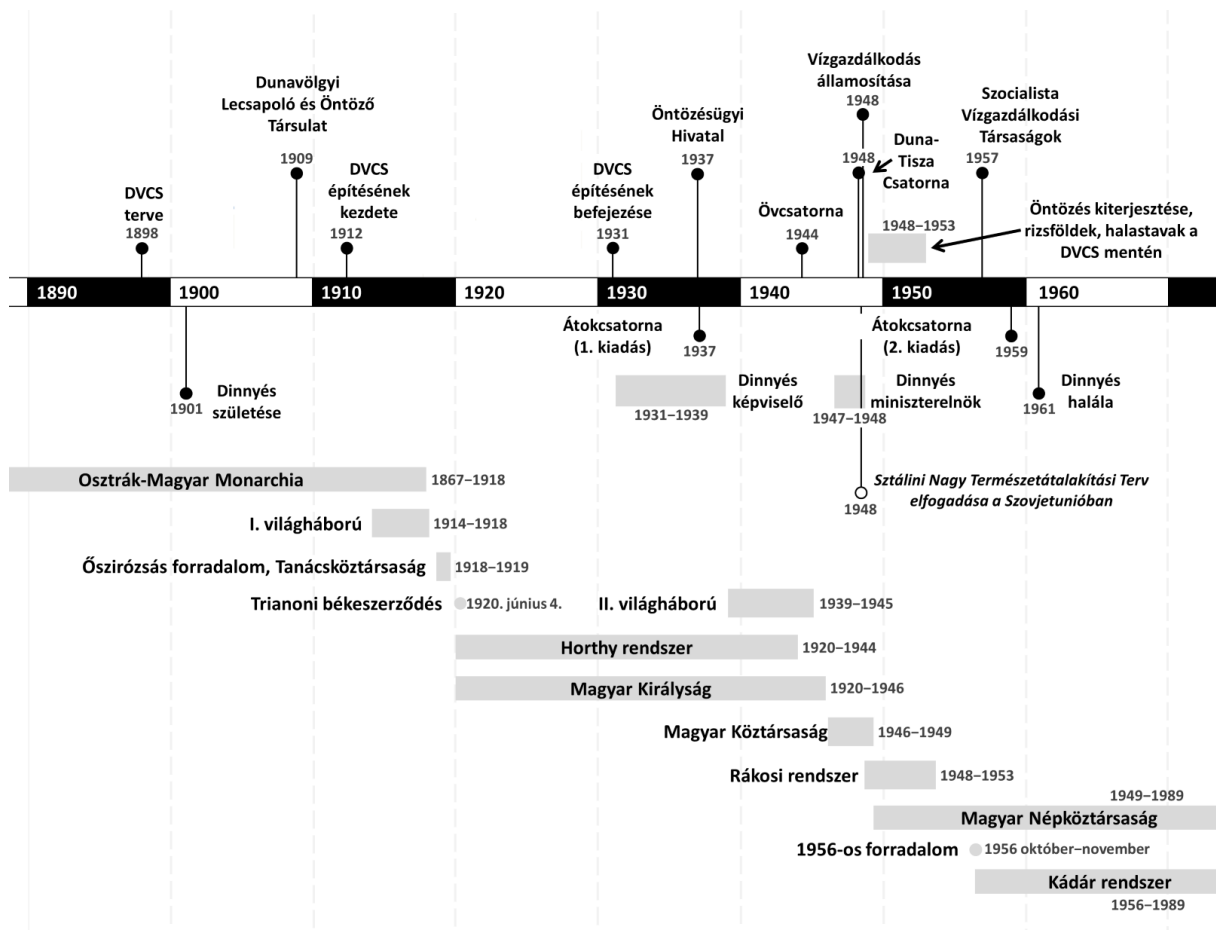 Vízgazdálkodás
államosítása
1948
Dunavölgyi
Lecsapoló és Öntöző
Társulat
1909
Szocialista
Vízgazdálkodási
Társaságok
1957
Öntözésügyi
Hivatal
1937
Duna-
Tisza
Csatorna
1948
DVCS
terve
1898
DVCS
építésének
kezdete
1912
DVCS
építésének
befejezése
1931
Övcsatorna
1944
1948–1953
Öntözés kiterjesztése,
rizsföldek, halastavak a
DVCS mentén
1890
1900
1910
1920
1930
1940
1950
1960
Átokcsatorna
(1. kiadás)
1937
Átokcsatorna
(2. kiadás)
1959
1901
Dinnyés
születése
Dinnyés
képviselő
1931–1939
Dinnyés
miniszterelnök
1947–1948
1961
Dinnyés
halála
Osztrák-Magyar Monarchia
1867–1918
Sztálini Nagy Természetátalakítási Terv
elfogadása a Szovjetunióban
1948
I. világháború
1914–1918
Őszirózsás forradalom, Tanácsköztársaság
1918–1919
Trianoni békeszerződés
1920. június 4.
II. világháború
1939–1945
Horthy rendszer
1920–1944
Magyar Királyság
1920–1946
Magyar Köztársaság
1946–1949
Rákosi rendszer
1948–1953
1949–1989
Magyar Népköztársaság
1956-os forradalom
1956 október–november
Kádár rendszer
1956–1989